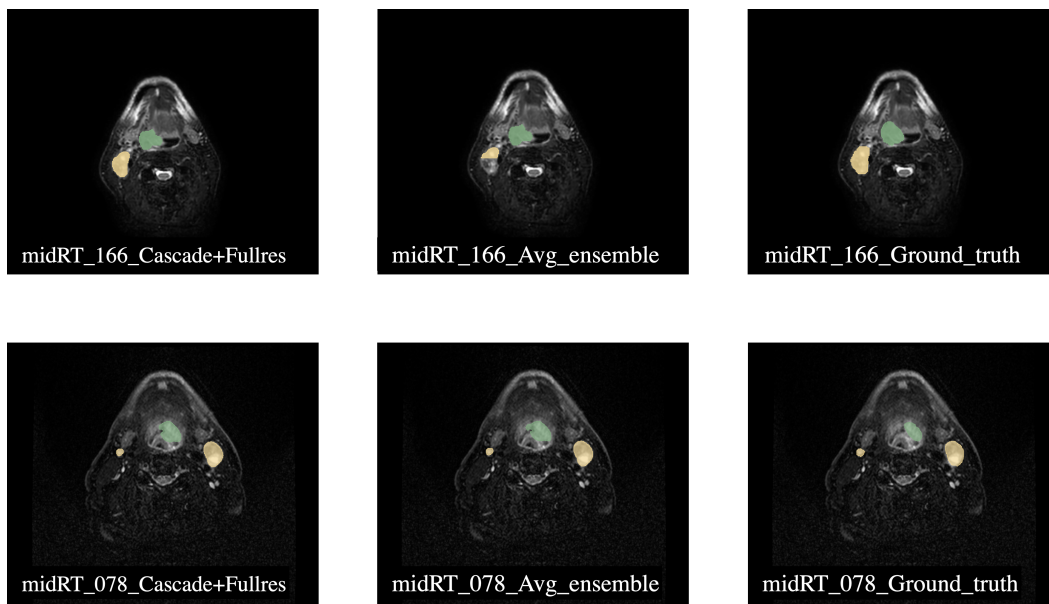 midRT_166_Cascade+Fullres
midRT_166_Avg_ensemble
midRT_166_Ground_truth
midRT_078_Cascade+Fullres
midRT_078_Avg_ensemble
midRT_078_Ground_truth